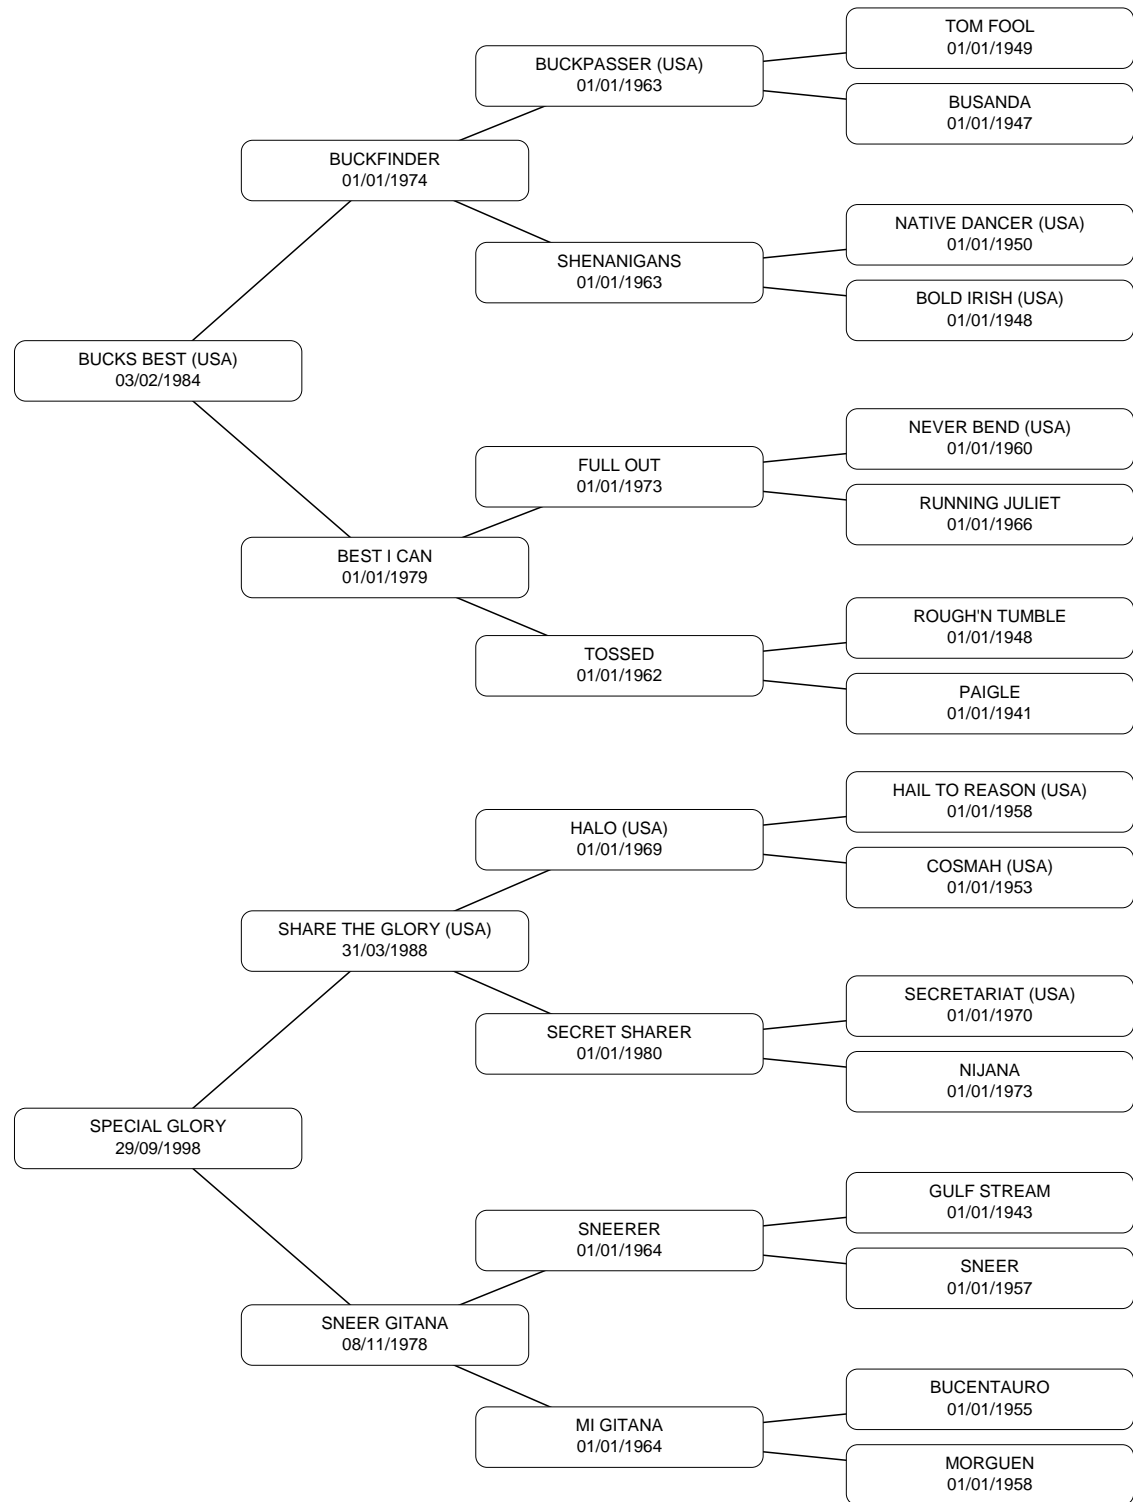 TOM FOOL
01/01/1949
BUCKPASSER (USA)
01/01/1963
BUSANDA
01/01/1947
BUCKFINDER
01/01/1974
NATIVE DANCER (USA)
01/01/1950
SHENANIGANS
01/01/1963
BOLD IRISH (USA)
01/01/1948
BUCKS BEST (USA)
03/02/1984
NEVER BEND (USA)
01/01/1960
FULL OUT
01/01/1973
RUNNING JULIET
01/01/1966
BEST I CAN
01/01/1979
ROUGH'N TUMBLE
01/01/1948
TOSSED
01/01/1962
PAIGLE
01/01/1941
HAIL TO REASON (USA)
01/01/1958
HALO (USA)
01/01/1969
COSMAH (USA)
01/01/1953
SHARE THE GLORY (USA)
31/03/1988
SECRETARIAT (USA)
01/01/1970
SECRET SHARER
01/01/1980
NIJANA
01/01/1973
SPECIAL GLORY
29/09/1998
GULF STREAM
01/01/1943
SNEERER
01/01/1964
SNEER
01/01/1957
SNEER GITANA
08/11/1978
BUCENTAURO
01/01/1955
MI GITANA
01/01/1964
MORGUEN
01/01/1958